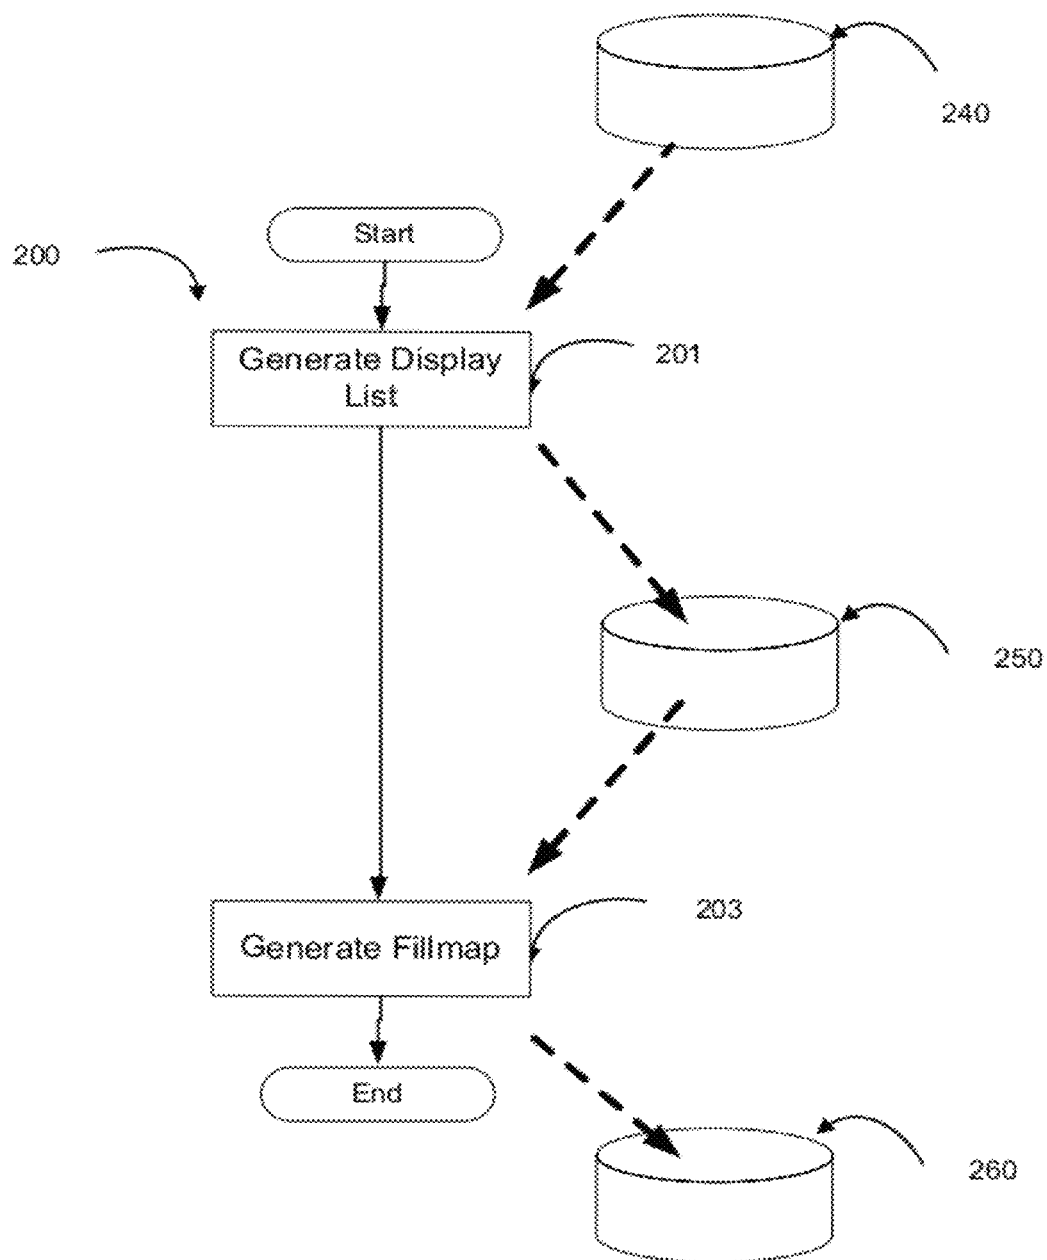 240
Start
200
Generate Display
List
201
250
203
Generate Fillmap
End
260